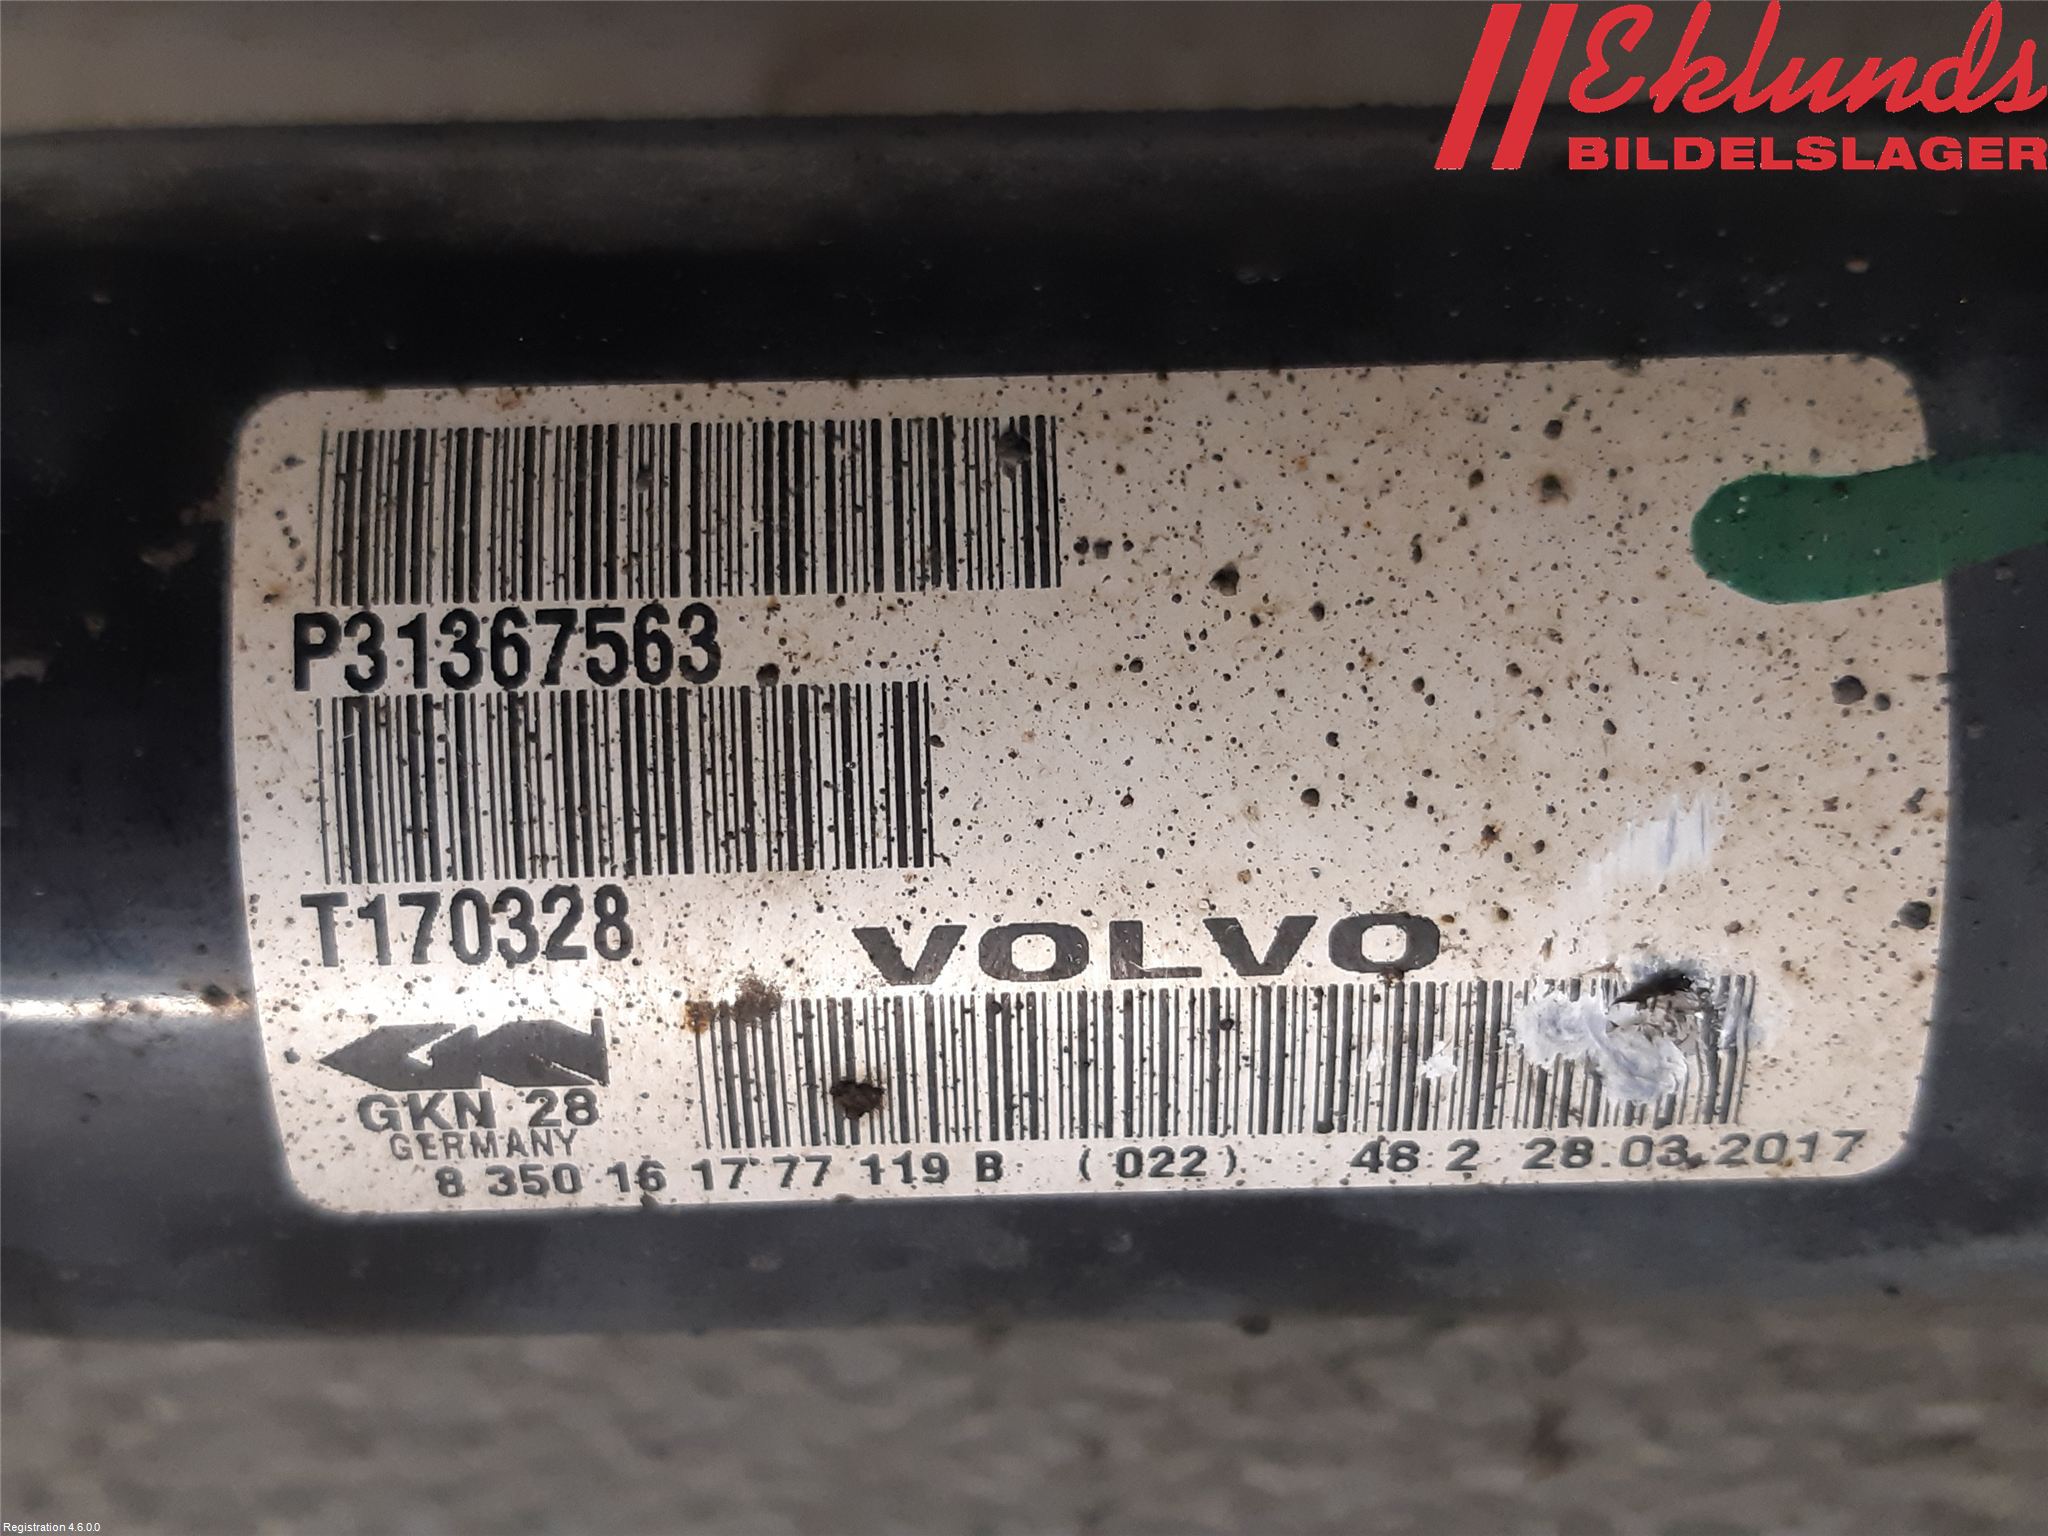 Eklunds
BILDELSLAGER
P31367563
T170328
VOLVO
GKN 28
GERMANY
8 350 16 17 77 119 B (022) 48 2 28.03.2017
Registration 4.6.0.0